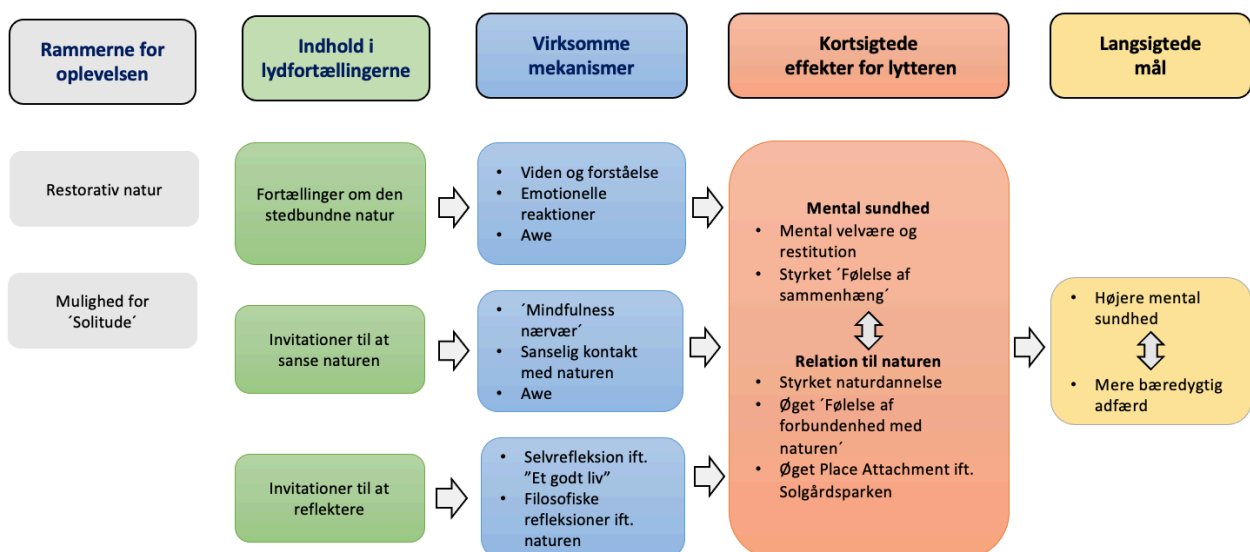 Rammerne for
oplevelsen
Indhold i
lydfortællingerne
Virksomme
mekanismer
Kortsigtede
effekter for lytteren
Langsigtede
mål
Restorativ natur
Mulighed for
´Solitude´
Fortællinger om den
stedbundne natur
Invitationer til at
sanse naturen
Invitationer til at
reflektere
• Viden og forståelse
• Emotionelle
reaktioner
• Awe
• ´Mindfulness
nærvær´
• Sanselig kontakt
med naturen
• Awe
• Selvrefleksion ift.
”Et godt liv”
• Filosofiske
refleksioner ift.
naturen
Mental sundhed
• Mental velvære og
restitution
• Styrket ´Følelse af
sammenhæng´
Relation til naturen
• Styrket naturdannelse
• Øget ´Følelse af
forbundenhed med
naturen´
• Øget Place Attachment ift.
Solgårdsparken
• Højere mental
sundhed
• Mere bæredygtig
adfærd